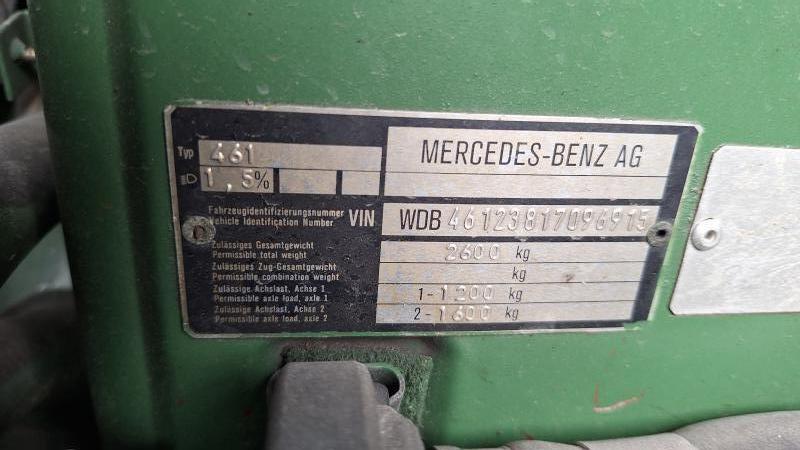 Typ 461 MERCEDES-BENZ AG
1,5%
Fahrzeugidentifizierungsnummer
Vehicle Identification Number VIN WDB 46123817096915
Zulässiges Gesamtgewicht
Permissible total weight 2600 kg
Zulässiges Zug-Gesamtgewicht
Permissible combination weight kg
Zulässige Achslast, Achse 1
Permissible axle load, axle 1 1-1200 kg
Zulässige Achslast, Achse 2
Permissible axle load, axle 2 2-1600 kg